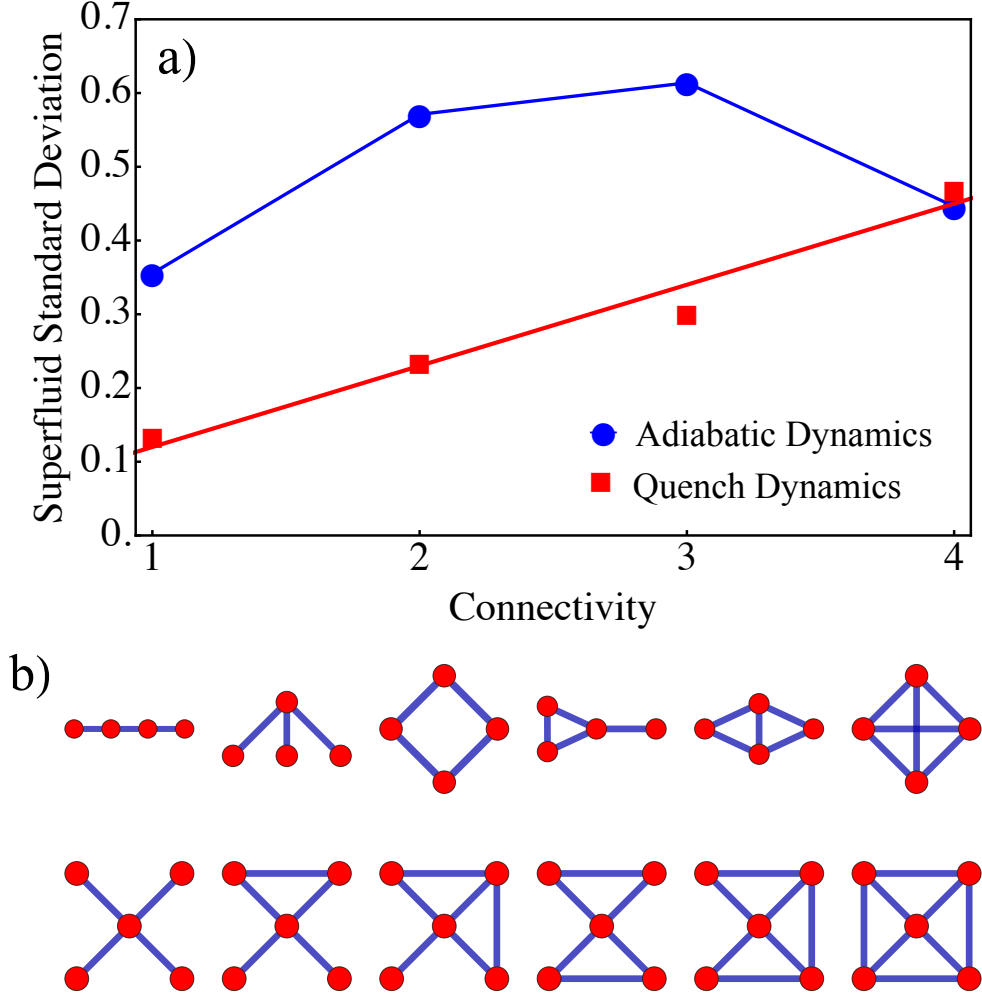 a)
Superfluid Standard Deviation
0.7
0.6
0.5
0.4
0.3
0.2
0.1
0.
Adiabatic Dynamics
Quench Dynamics
1 2 3 4
Connectivity
b)